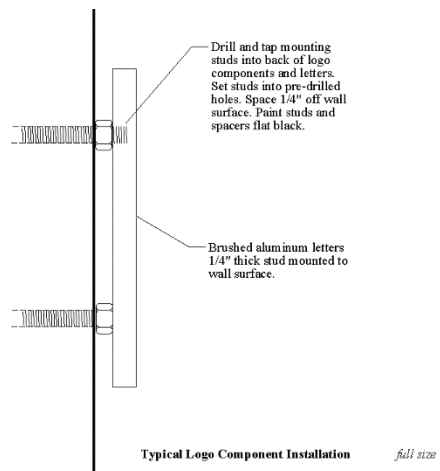 Drill and tap mounting
studs into back of logo
components and letters.
Set studs into pre-drilled
holes. Space 1/4" off wall
surface. Paint studs and
spacers flat black.
Brushed aluminum letters
1/4" thick stud mounted to
wall surface.
Typical Logo Component Installation full size